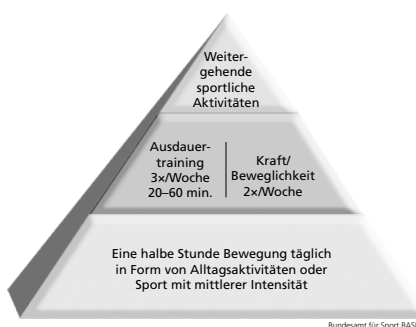 Weiter-
gehende
sportliche
Aktivitäten
Ausdauer-
training
3×/Woche
20–60 min.
Kraft/
Beweglichkeit
2×/Woche
Eine halbe Stunde Bewegung täglich
in Form von Alltagsaktivitäten oder
Sport mit mittlerer Intensität
Bundesamt für Sport